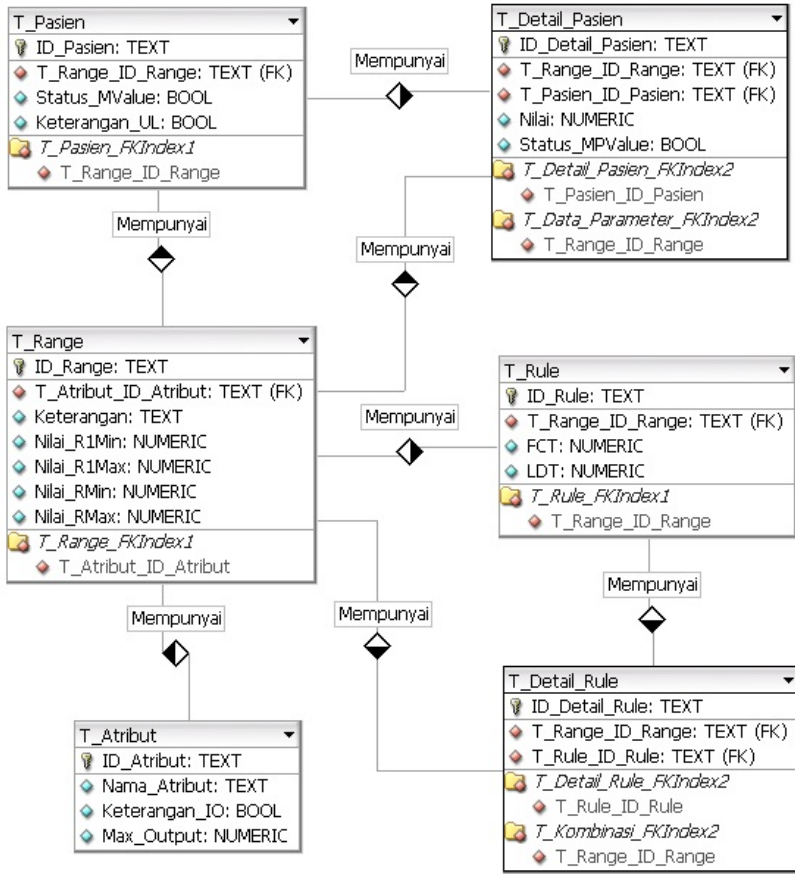 T_Pasien
ID_Pasien: TEXT
T_Range_ID_Range: TEXT (FK)
Status_MValue: BOOL
Keterangan_UL: BOOL
T_Pasien_FKIndex1
T_Range_ID_Range
Mempunyai
T_Detail_Pasien
ID_Detail_Pasien: TEXT
T_Range_ID_Range: TEXT (FK)
T_Pasien_ID_Pasien: TEXT (FK)
Nilai: NUMERIC
Status_MPValue: BOOL
T_Detail_Pasien_FKIndex2
T_Pasien_ID_Pasien
T_Data_Parameter_FKIndex2
T_Range_ID_Range
Mempunyai
Mempunyai
T_Range
ID_Range: TEXT
T_Atribut_ID_Atribut: TEXT (FK)
Keterangan: TEXT
Nilai_R1Min: NUMERIC
Nilai_R1Max: NUMERIC
Nilai_RMin: NUMERIC
Nilai_RMax: NUMERIC
T_Range_FKIndex1
T_Atribut_ID_Atribut
Mempunyai
T_Rule
ID_Rule: TEXT
T_Range_ID_Range: TEXT (FK)
FCT: NUMERIC
LDT: NUMERIC
T_Rule_FKIndex1
T_Range_ID_Range
Mempunyai
Mempunyai
Mempunyai
T_Atribut
ID_Atribut: TEXT
Nama_Atribut: TEXT
Keterangan_IO: BOOL
Max_Output: NUMERIC
T_Detail_Rule
ID_Detail_Rule: TEXT
T_Range_ID_Range: TEXT (FK)
T_Rule_ID_Rule: TEXT (FK)
T_Detail_Rule_FKIndex2
T_Rule_ID_Rule
T_Kombinasi_FKIndex2
T_Range_ID_Range